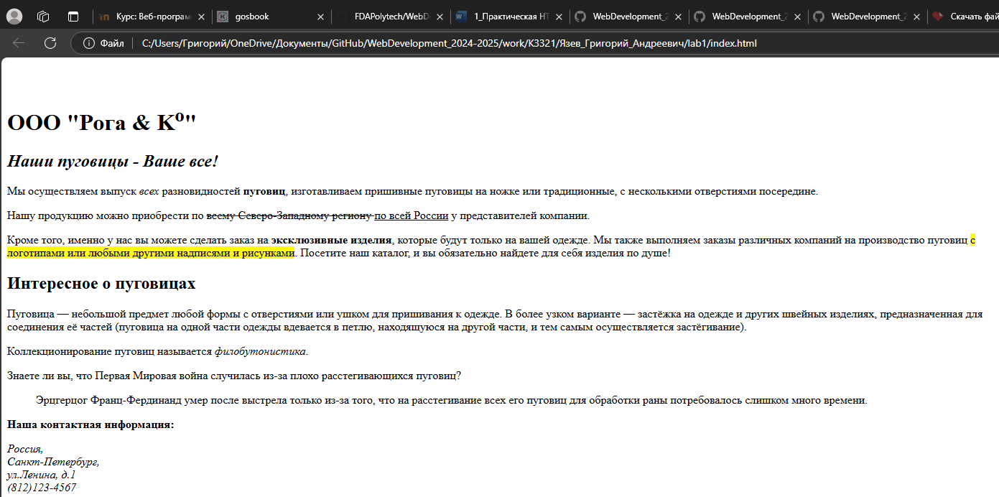 Курс: Веб-програм
gosbook
FDAPolytech/WebD
1_Практическая HT
WebDevelopment_2
WebDevelopment_2
WebDevelopment_2
Скачать фай
Файл
C:/Users/Григорий/OneDrive/Документы/GitHub/WebDevelopment_2024-2025/work/K3321/Язев_Григорий_Андреевич/lab1/index.html
ООО "Рога & Kº"
Наши пуговицы - Ваше все!
Мы осуществляем выпуск всех разновидностей пуговиц, изготавливаем пришивные пуговицы на ножке или традиционные, с несколькими отверстиями посередине.
Нашу продукцию можно приобрести по всему Северо-Западному региону по всей России у представителей компании.
Кроме того, именно у нас вы можете сделать заказ на эксклюзивные изделия, которые будут только на вашей одежде. Мы также выполняем заказы различных компаний на производство пуговиц с
логотипами или любыми другими надписями и рисунками. Посетите наш каталог, и вы обязательно найдете для себя изделия по душе!
Интересное о пуговицах
Пуговица — небольшой предмет любой формы с отверстиями или ушком для пришивания к одежде. В более узком варианте — застёжка на одежде и других швейных изделиях, предназначенная для
соединения её частей (пуговица на одной части одежды вдевается в петлю, находящуюся на другой части, и тем самым осуществляется застёгивание).
Коллекционирование пуговиц называется филобутонистика.
Знаете ли вы, что Первая Мировая война случилась из-за плохо расстегивающихся пуговиц?
Эрцгерцог Франц-Фердинанд умер после выстрела только из-за того, что на расстегивание всех его пуговиц для обработки раны потребовалось слишком много времени.
Наша контактная информация:
Россия,
Санкт-Петербург,
ул.Ленина, д.1
(812)123-4567